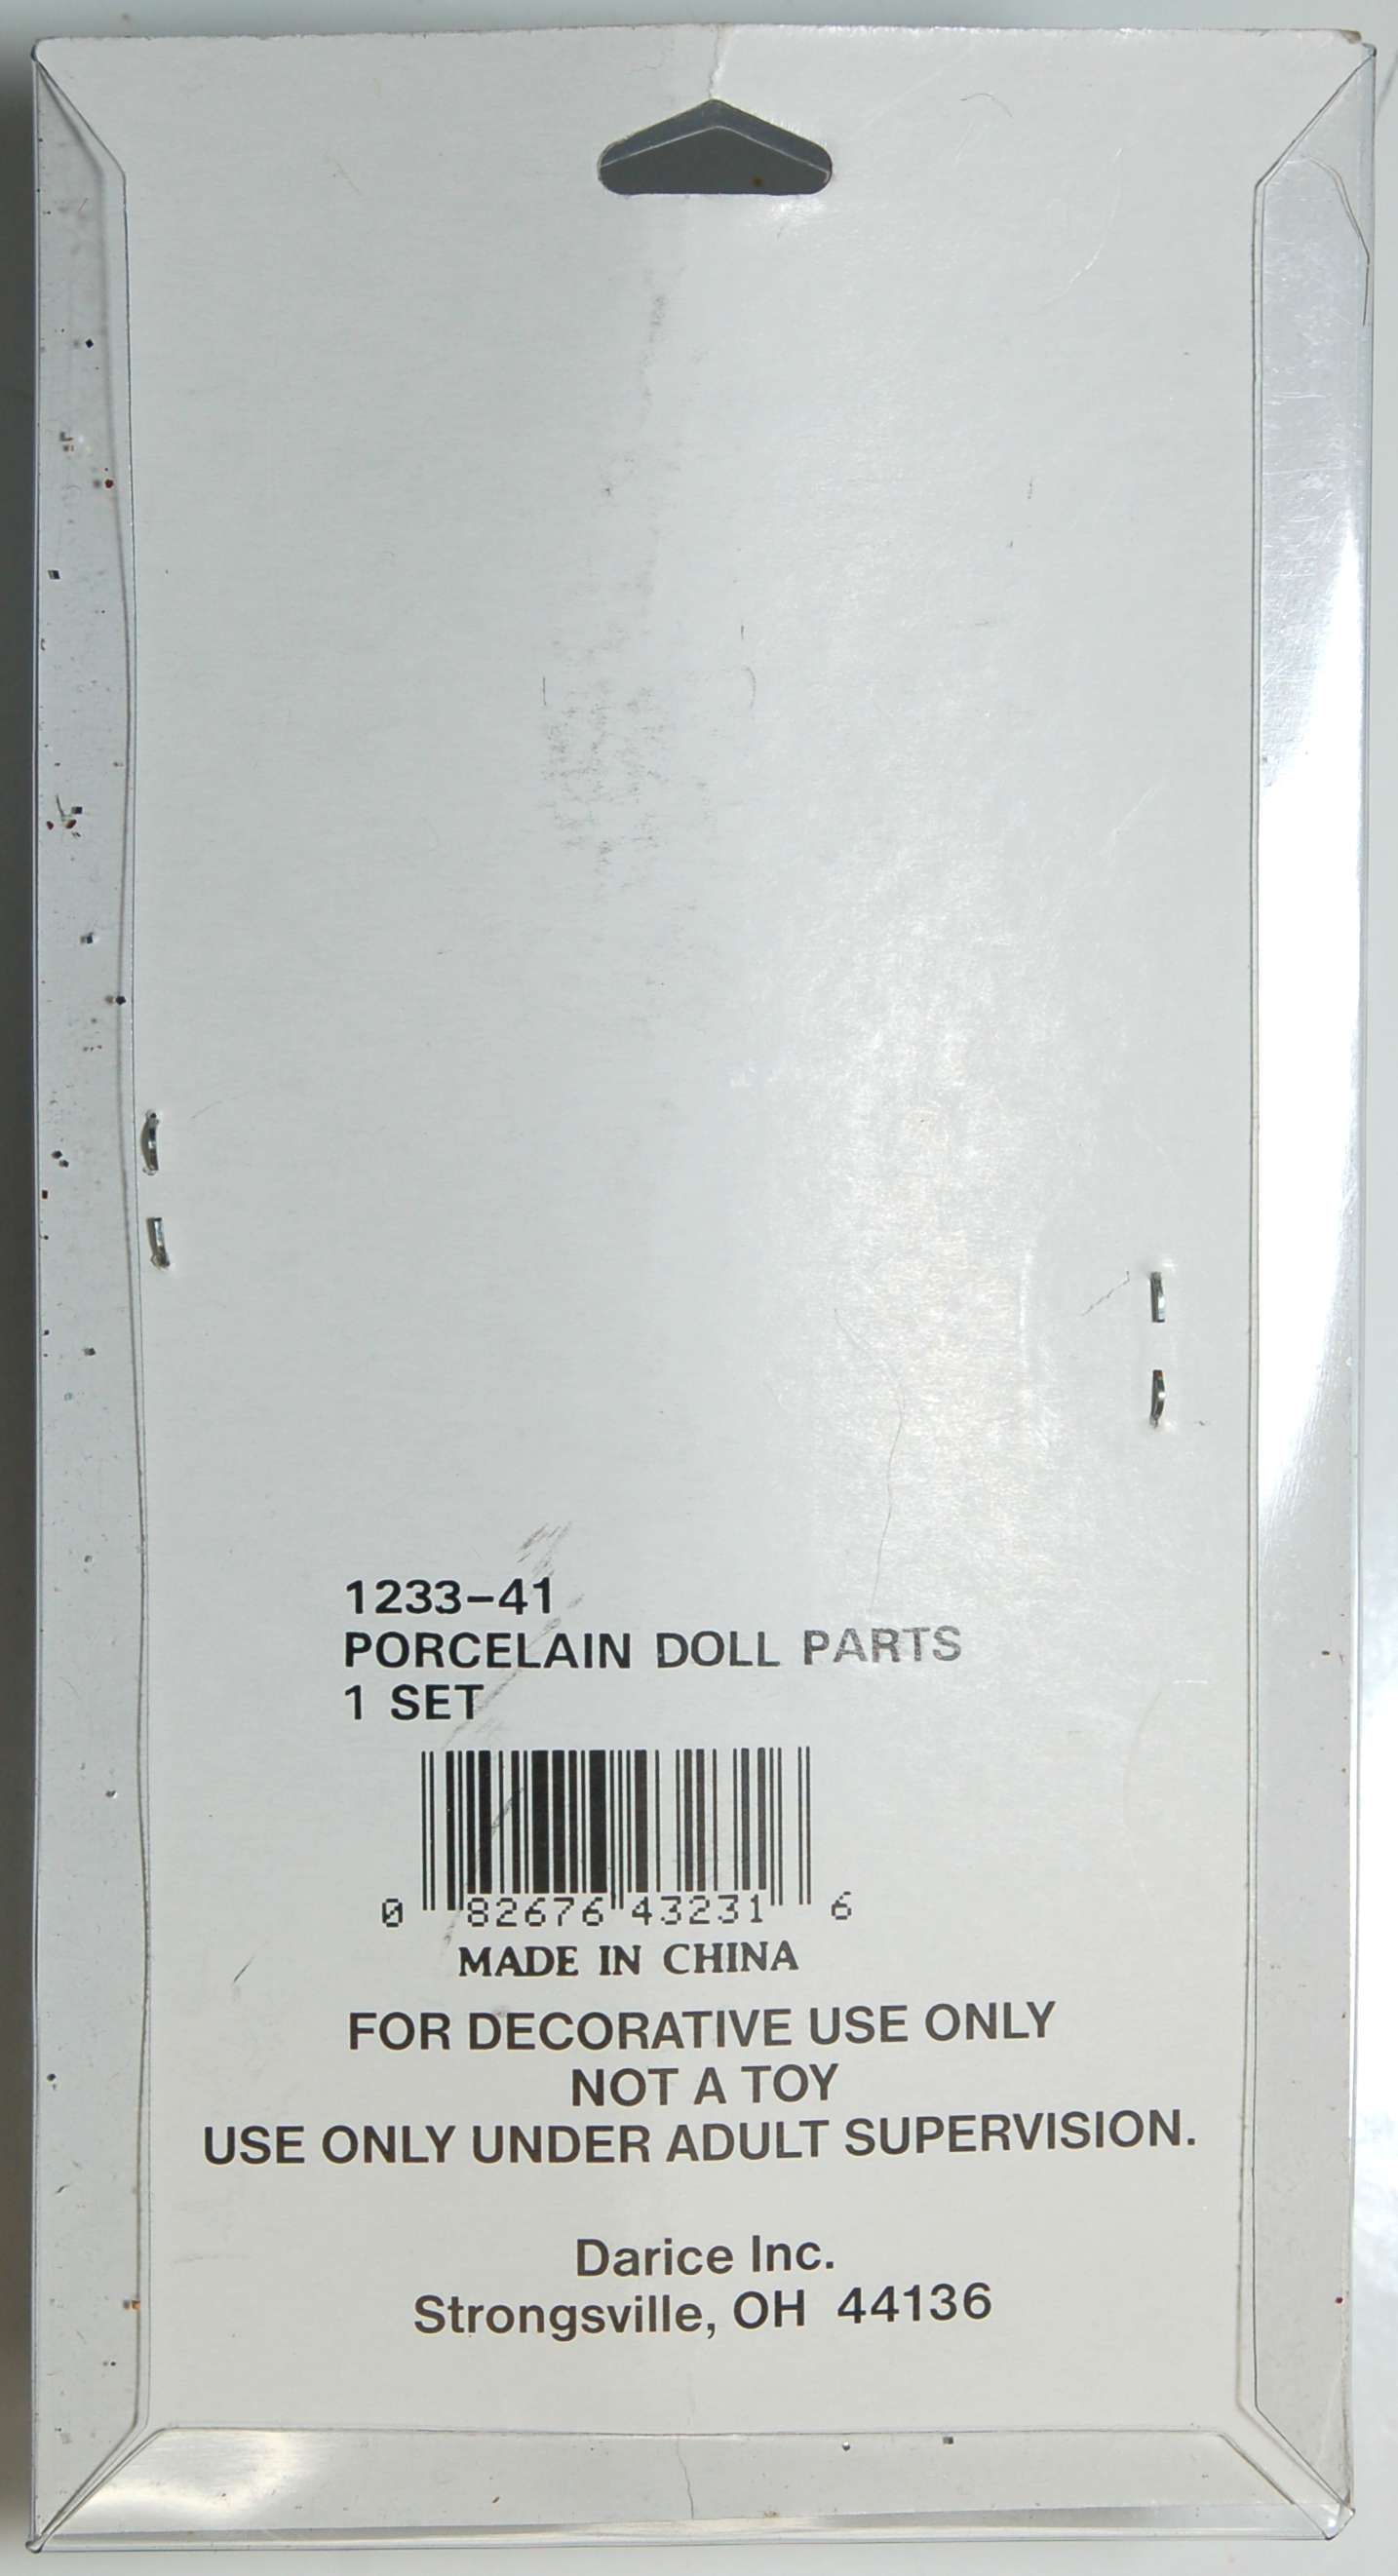 1233-41
PORCELAIN DOLL PARTS
1 SET
0 82676 43231 6
MADE IN CHINA
FOR DECORATIVE USE ONLY
NOT A TOY
USE ONLY UNDER ADULT SUPERVISION.
Darice Inc.
Strongsville, OH 44136